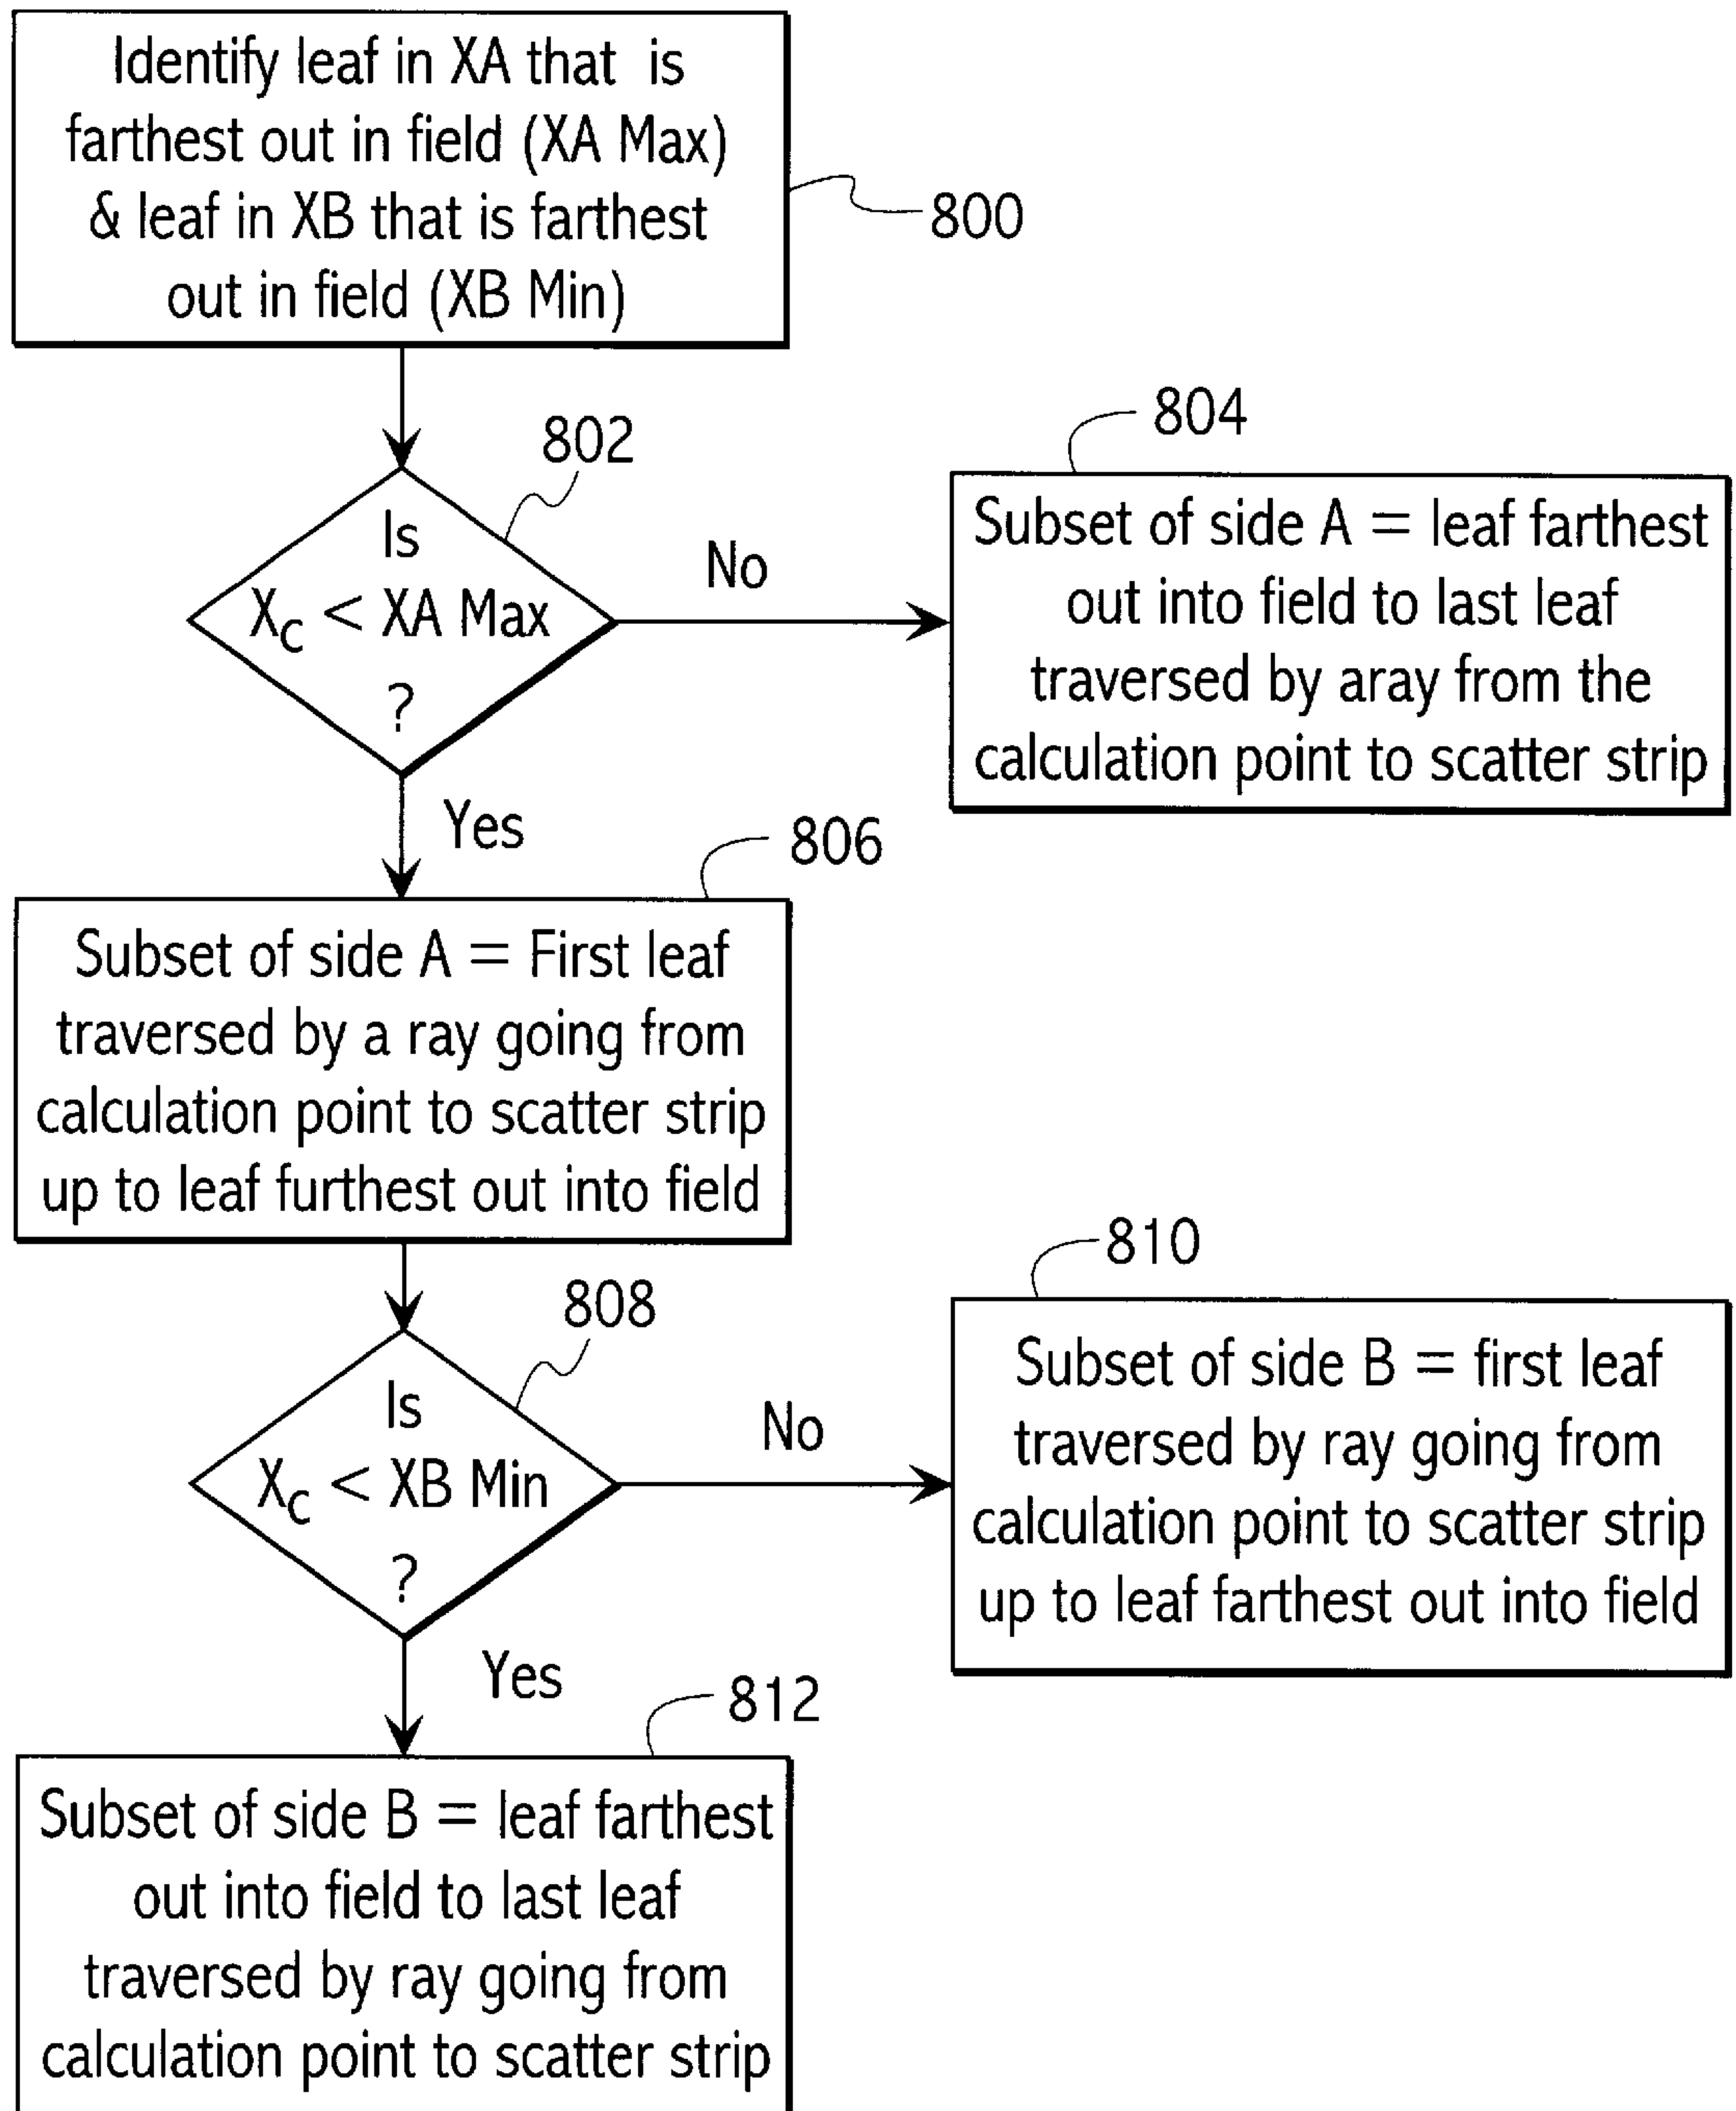 Identify leaf in XA that is
farthest out in field (XA Max)
& leaf in XB that is farthest
out in field (XB Min)
800
802
Is
Xc < XA Max
?
No
804
Subset of side A = leaf farthest
out into field to last leaf
traversed by aray from the
calculation point to scatter strip
Yes
806
Subset of side A = First leaf
traversed by a ray going from
calculation point to scatter strip
up to leaf furthest out into field
808
Is
Xc < XB Min
?
No
810
Subset of side B = first leaf
traversed by ray going from
calculation point to scatter strip
up to leaf farthest out into field
Yes
812
Subset of side B = leaf farthest
out into field to last leaf
traversed by ray going from
calculation point to scatter strip